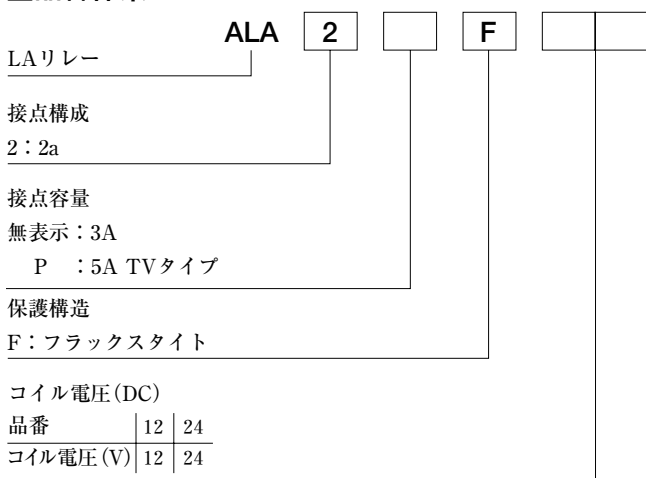 ALA 2 F
LAリレー
接点構成
2：2a
接点容量
無表示：3A
P ：5A TVタイプ
保護構造
F：フラックスタイト
コイル電圧(DC)
品番 12 24
コイル電圧(V) 12 24